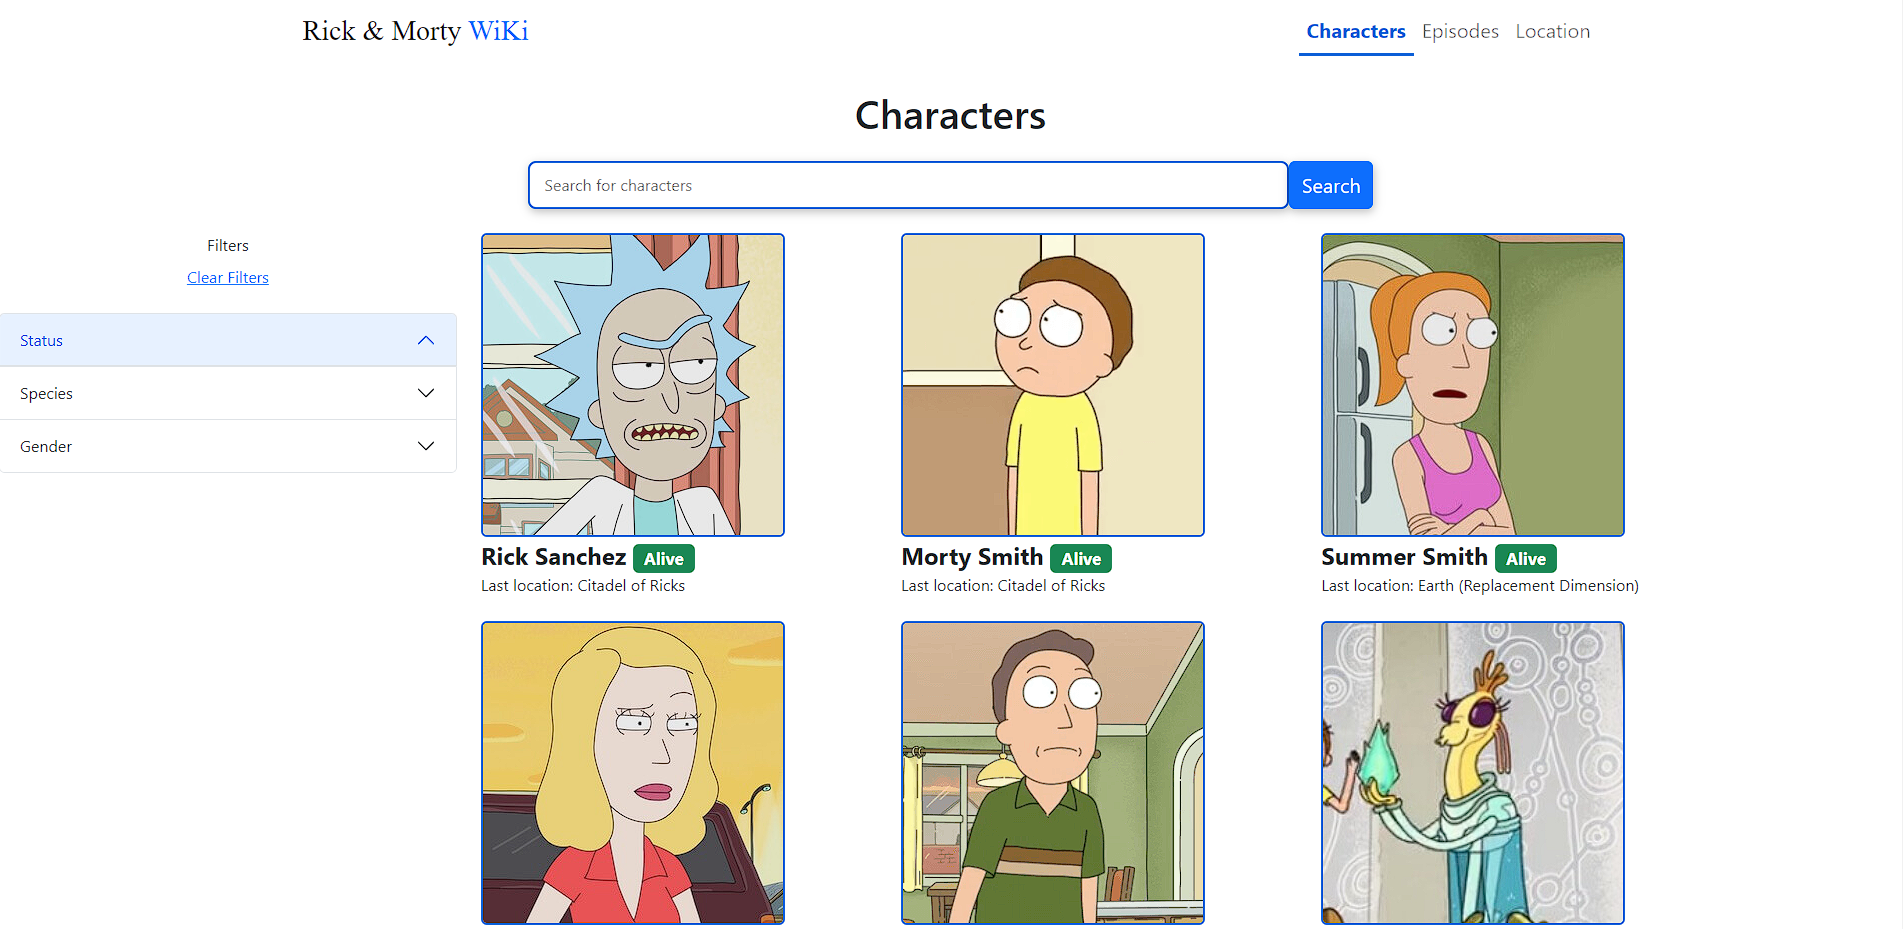 Rick & Morty WiKi
Characters Episodes Location
Characters
Search for characters
Search
Filters
Clear Filters
Status
Species
Gender
Rick Sanchez Alive
Last location: Citadel of Ricks
Morty Smith Alive
Last location: Citadel of Ricks
Summer Smith Alive
Last location: Earth (Replacement Dimension)